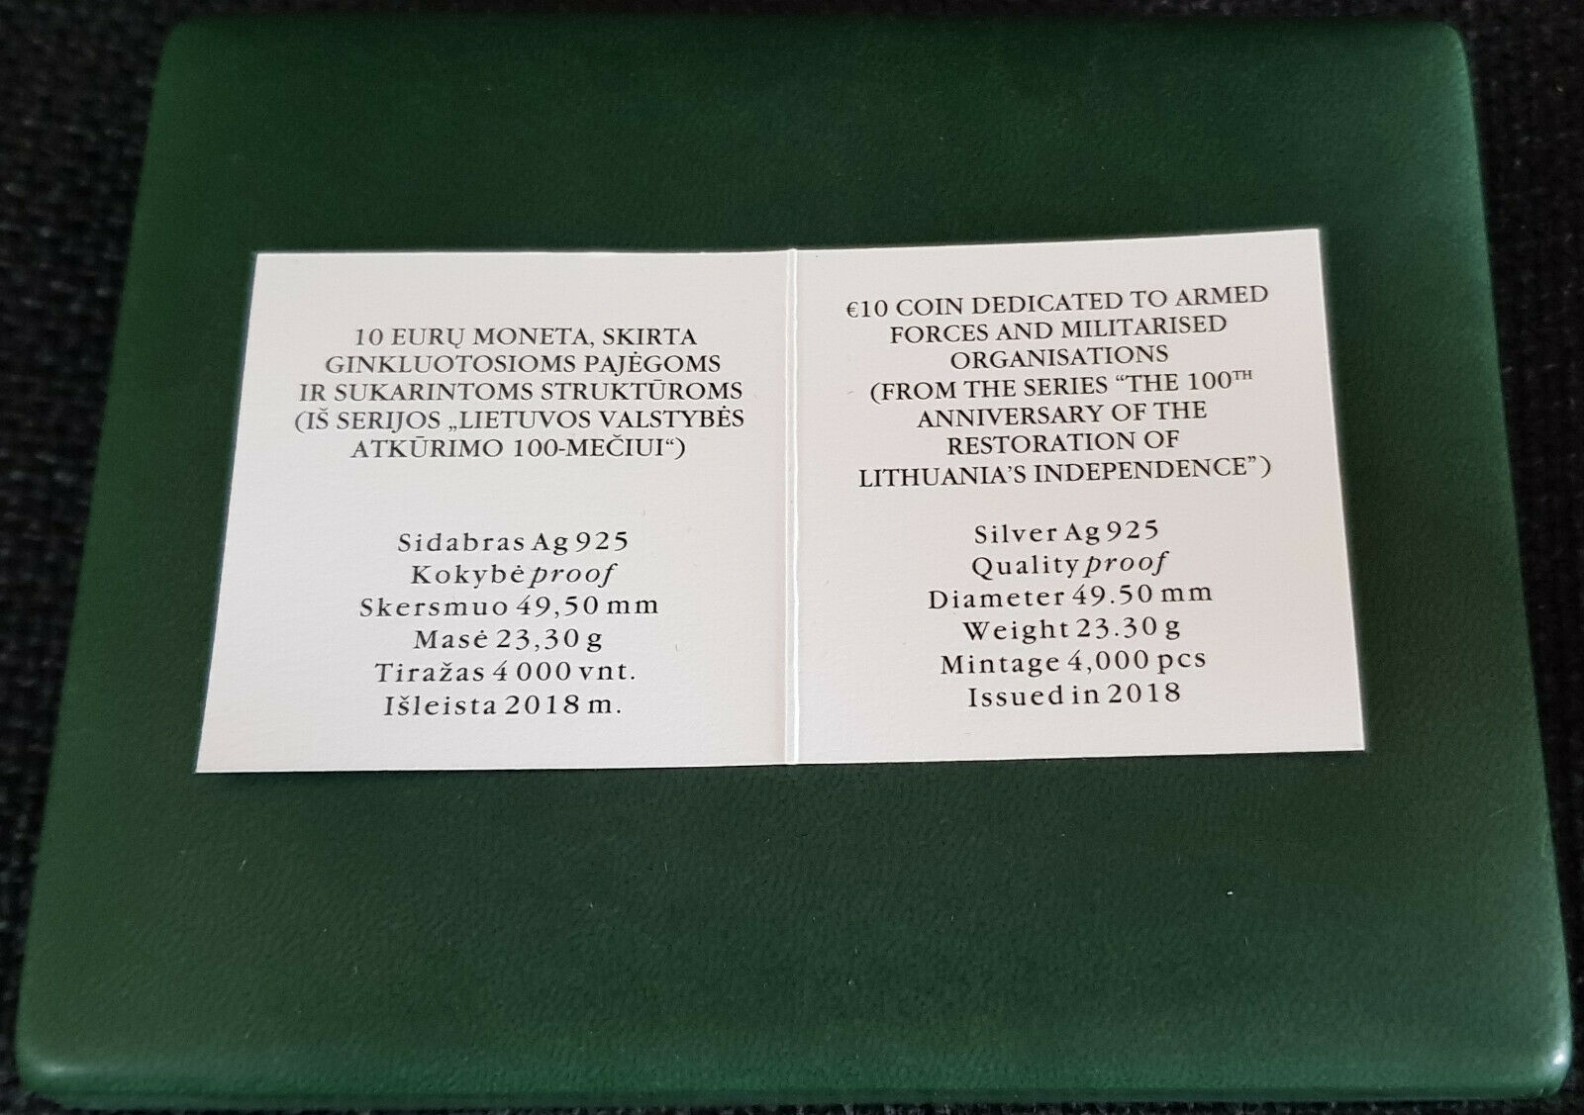 10 EURŲ MONETA, SKIRTA
GINKLUOTOSIOMS PAJĖGOMS
IR SUKARINTOMS STRUKTŪROMS
(IŠ SERIJOS „LIETUVOS VALSTYBĖS
ATKŪRIMO 100-MEČIUI“)
Sidabras Ag 925
Kokybė proof
Skersmuo 49,50 mm
Masė 23,30 g
Tiražas 4 000 vnt.
Išleista 2018 m.
€10 COIN DEDICATED TO ARMED
FORCES AND MILITARISED
ORGANISATIONS
(FROM THE SERIES “THE 100TH
ANNIVERSARY OF THE
RESTORATION OF
LITHUANIA’S INDEPENDENCE”)
Silver Ag 925
Quality proof
Diameter 49.50 mm
Weight 23.30 g
Mintage 4,000 pcs
Issued in 2018